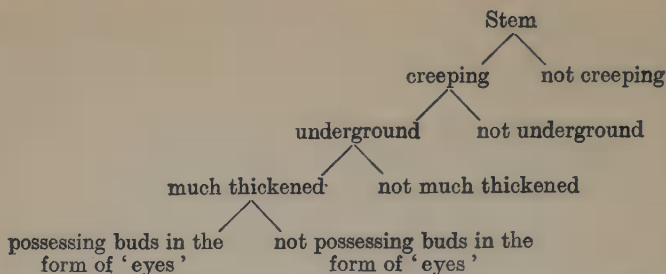 Stem
creeping not creeping
underground not underground
much thickened not much thickened
possessing buds in the not possessing buds in the
form of ‘eyes’ form of ‘eyes’